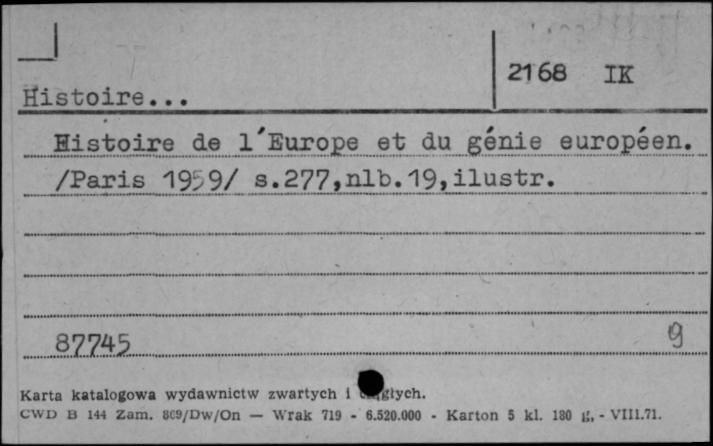 2168 IK
Histoire...
Histoire de l'Europe et du génie européen.
/Paris 1959/ s.277,nlb.19,ilustr.
87745 9
Karta katalogowa wydawnictw zwartych i
CWD B 144 Zam. 869/Dw/On — Wrak 719 - 6.520.000 - Karton 5 kl. 180 g, - VIII.71.